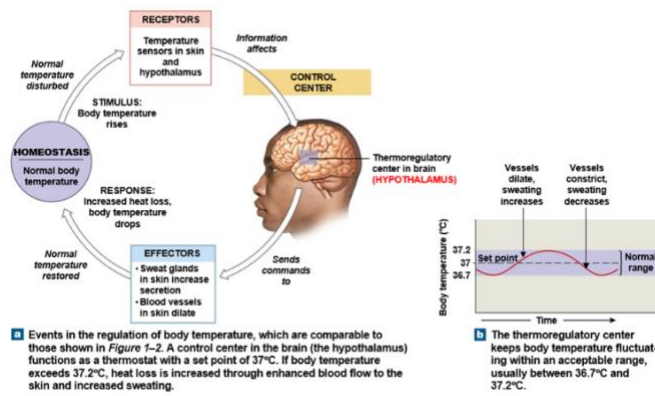 RECEPTORS
Temperature
sensors in skin
and
hypothalamus
Normal
temperature
disturbed
Information
affects
CONTROL
CENTER
STIMULUS:
Body temperature
rises
HOMEOSTASIS
Normal body
temperature
RESPONSE:
Increased heat loss,
body temperature
drops
Thermoregulatory
center in brain
(HYPOTHALAMUS)
Normal
temperature
restored
EFFECTORS
• Sweat glands
in skin increase
secretion
• Blood vessels
in skin dilate
Sends
commands
to
a Events in the regulation of body temperature, which are comparable to
those shown in Figure 1–2. A control center in the brain (the hypothalamus)
functions as a thermostat with a set point of 37ºC. If body temperature
exceeds 37.2ºC, heat loss is increased through enhanced blood flow to the
skin and increased sweating.
Vessels
dilate,
sweating
increases
Vessels
constrict,
sweating
decreases
Body temperature (ºC)
37.2
37
36.7
Set point
Normal
range
Time
b The thermoregulatory center
keeps body temperature fluctuat-
ing within an acceptable range,
usually between 36.7ºC and
37.2ºC.